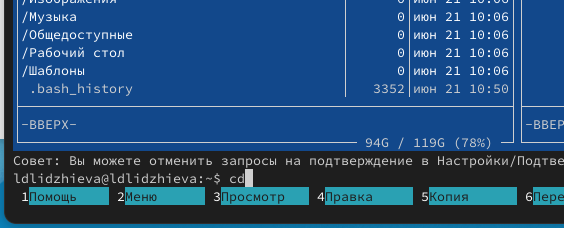 /Изображения
/Музыка 0 июн 21 10:06
/Общедоступные 0 июн 21 10:06
/Рабочий стол 0 июн 21 10:06
/Шаблоны 0 июн 21 10:06
.bash_history 3352 июн 21 10:50
-ВВЕРХ- -ВВЕРХ
94G / 119G (78%)
Совет: Вы можете отменить запросы на подтверждение в Настройки/Подтве
ldlidzhieva@ldlidzhieva:~$ cd
1Помощь 2Меню 3Просмотр 4Правка 5Копия 6Пере